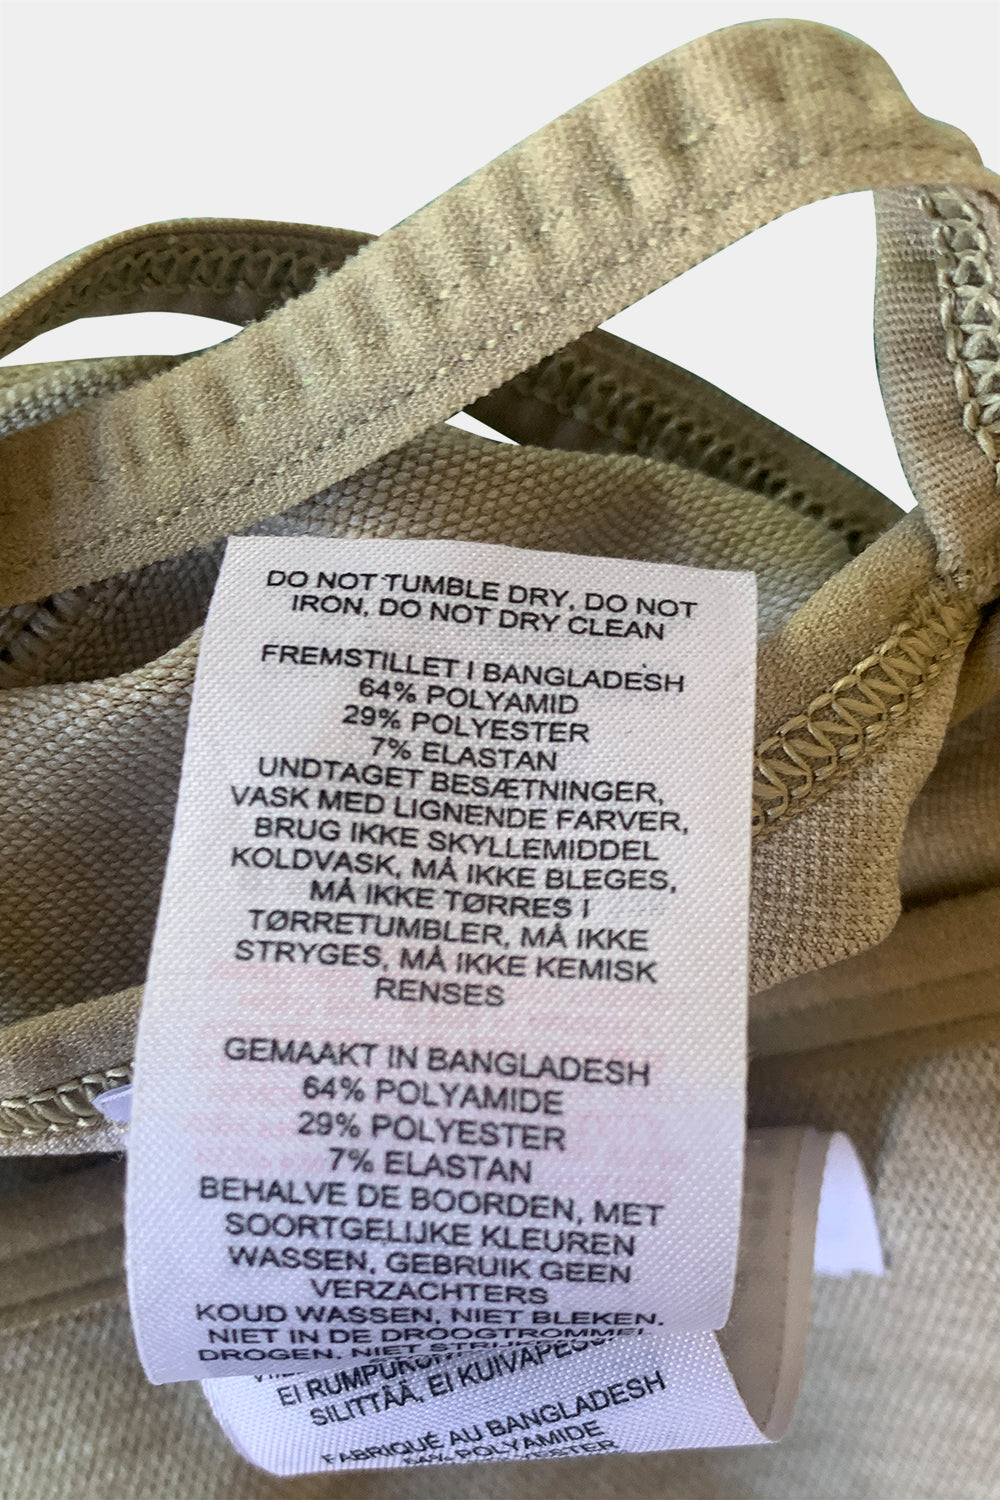 DO NOT TUMBLE DRY, DO NOT
IRON, DO NOT DRY CLEAN
FREMSTILLET I BANGLADESH
64% POLYAMID
29% POLYESTER
7% ELASTAN
UNDTAGET BESÆTNINGER,
VASK MED LIGNENDE FARVER,
BRUG IKKE SKYLLEMIDDEL
KOLDVASK, MÅ IKKE BLEGES,
MÅ IKKE TØRRES I
TØRRETUMBLER, MÅ IKKE
STRYGES, MÅ IKKE KEMISK
RENSES
GEMAAKT IN BANGLADESH
64% POLYAMIDE
29% POLYESTER
7% ELASTAN
BEHALVE DE BOORDEN, MET
SOORTGELIJKE KLEUREN
WASSEN, GEBRUIK GEEN
VERZACHTERS
KOUD WASSEN, NIET BLEKEN.
NIET IN DE DROOGTROMMEL
DROGEN, NIET
EI
SILITTÄÄ, EI
FABRIQUÉ AU BANGLADESH
64% POLYAMIDE
POLYESTER